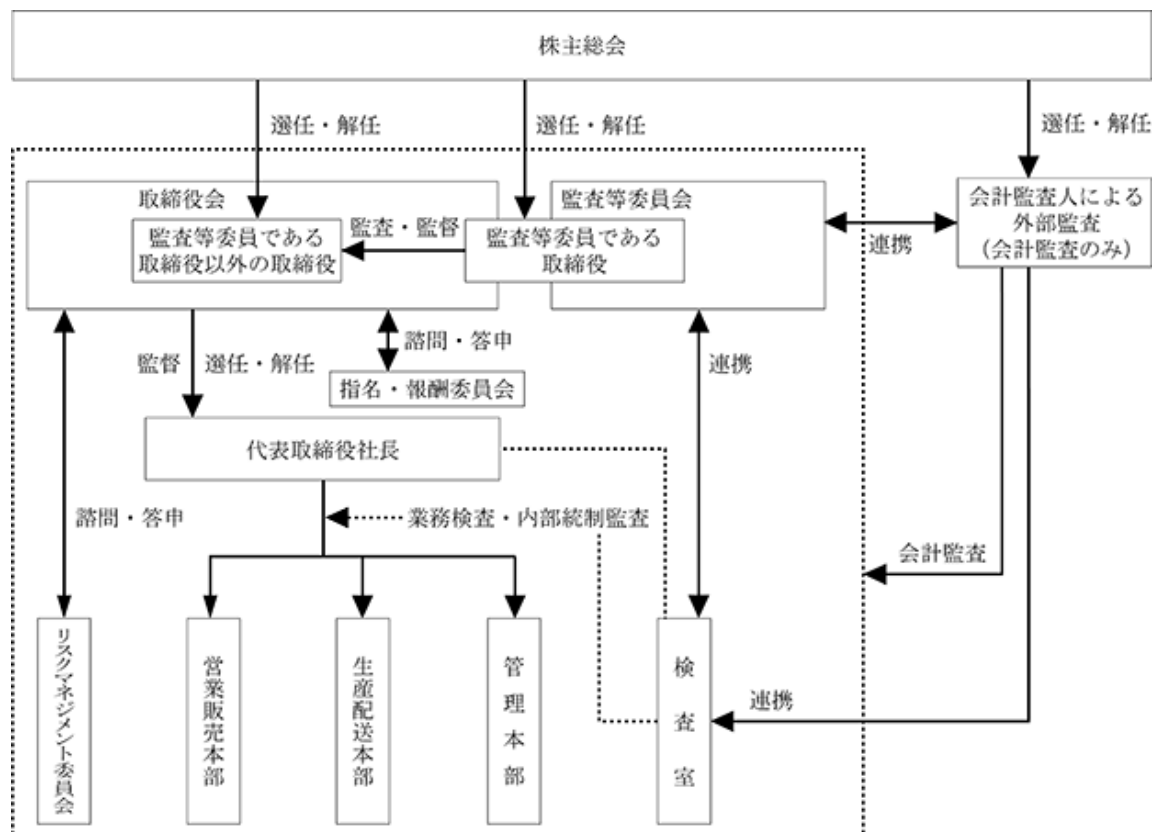 株主総会
選任・解任
選任・解任
選任・解任
取締役会
監査等委員会
監査等委員である
取締役以外の取締役
監査・監督
監査等委員である
取締役
連携
会計監査人による
外部監査
(会計監査のみ)
監督
選任・解任
諮問・答申
指名・報酬委員会
連携
代表取締役社長
諮問・答申
業務検査・内部統制監査
会計監査
リスクマネジメント委員会
営業販売本部
生産配送本部
管理本部
検査室
連携